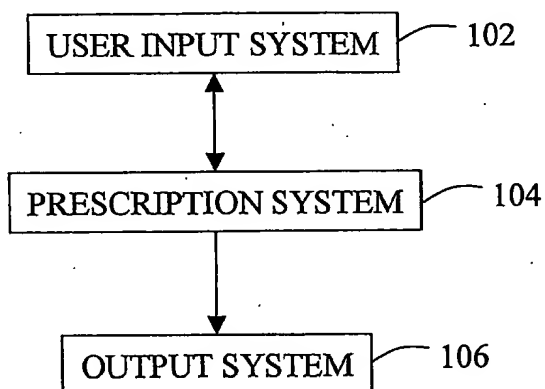 USER INPUT SYSTEM 102
PRESCRIPTION SYSTEM 104
OUTPUT SYSTEM 106